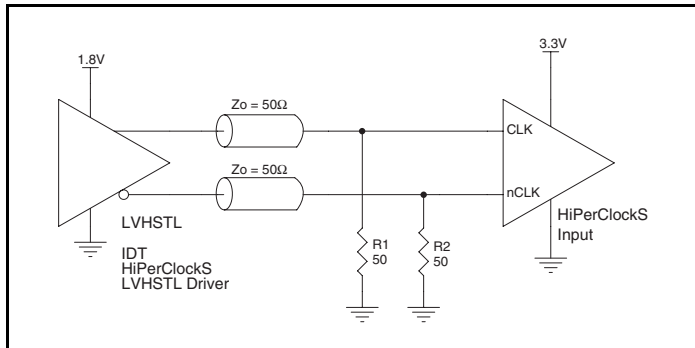 1.8V
3.3V
Zo = 50Ω
CLK
Zo = 50Ω
nCLK
LVHSTL
HiPerClockS
Input
R1
50
R2
50
IDT
HiPerClockS
LVHSTL Driver